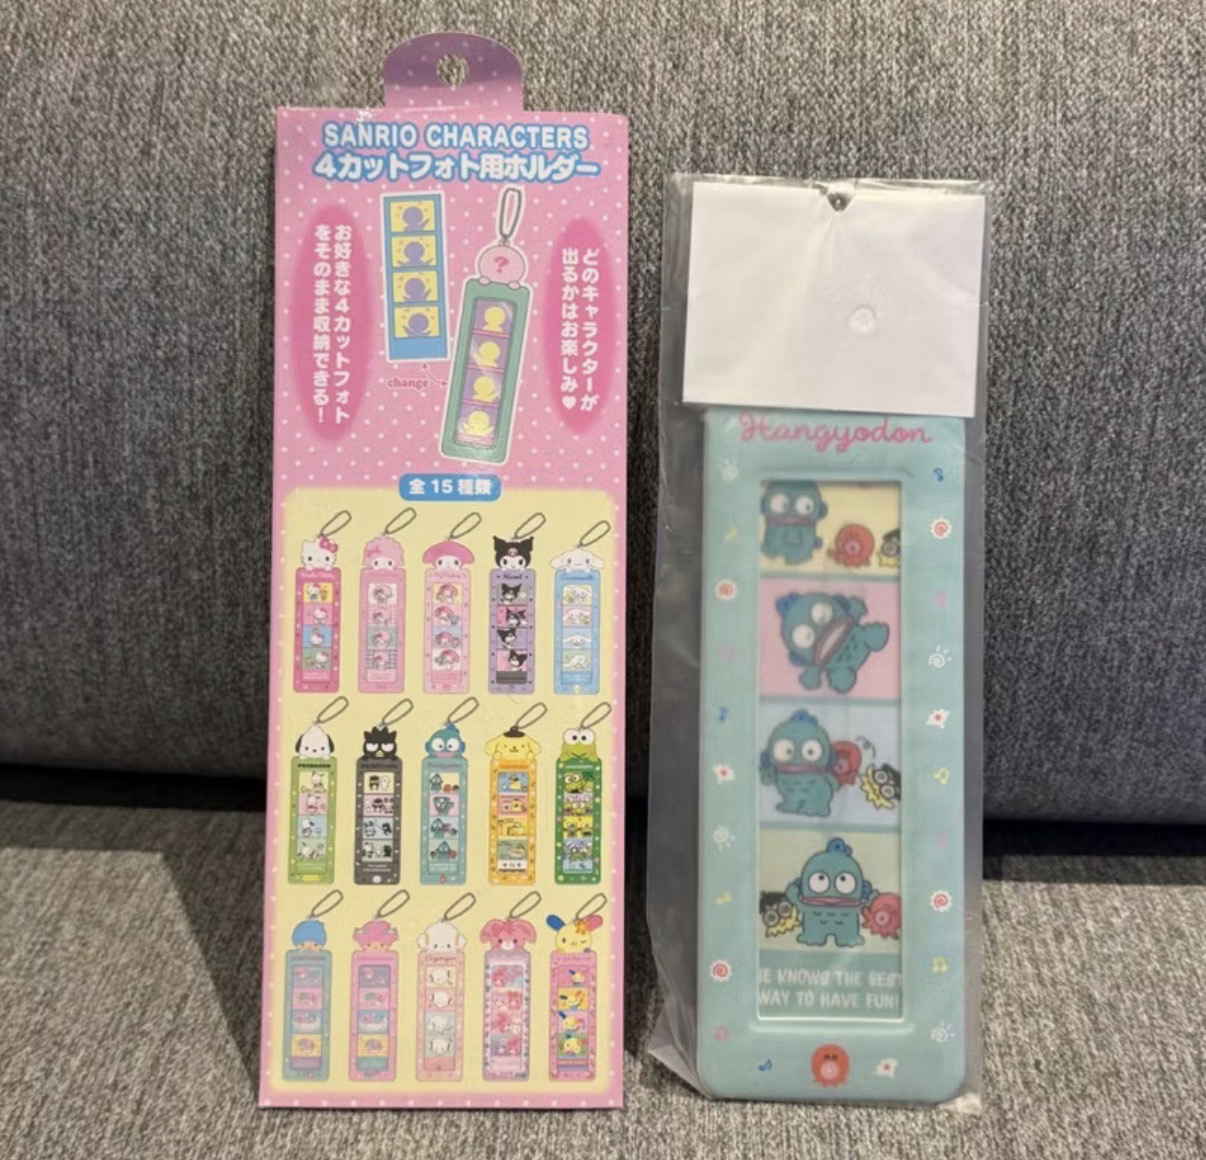 SANRIO CHARACTERS
4カットフォト用ホルダー
お好きな4カットフォト
をそのまま収納できる!
どのキャラクターが
出るかはお楽しみ♥
?
change
全15種類
Hangyodon
HE KNOWS THE BEST
WAY TO HAVE FUN!